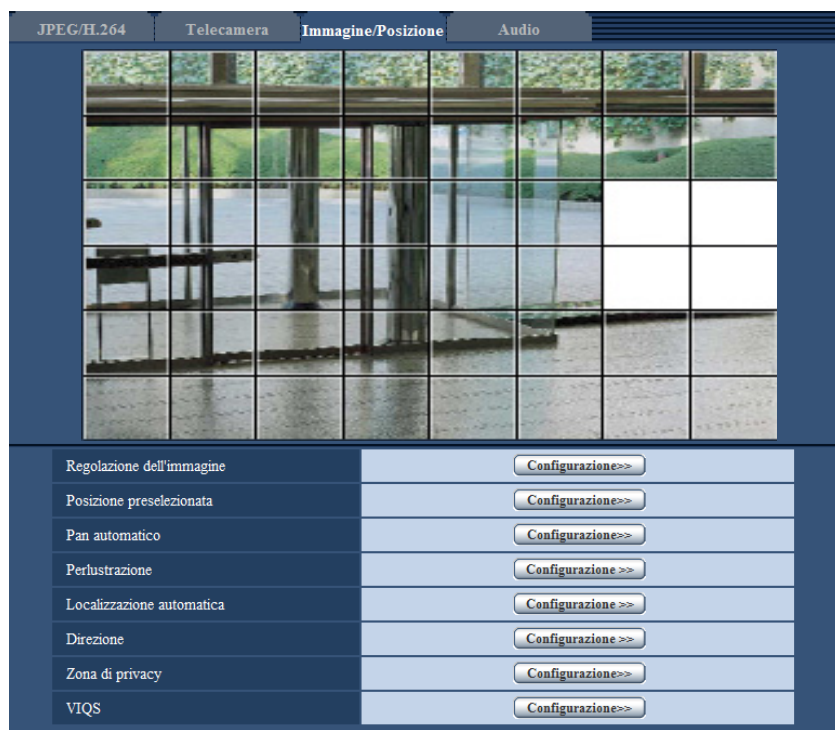 JPEG/H.264 Telecamera Immagine/Posizione Audio
Regolazione dell'immagine Configurazione>>
Posizione preselezionata Configurazione>>
Pan automatico Configurazione>>
Perlustrazione Configurazione >>
Localizzazione automatica Configurazione >>
Direzione Configurazione >>
Zona di privacy Configurazione>>
VIQS Configurazione>>